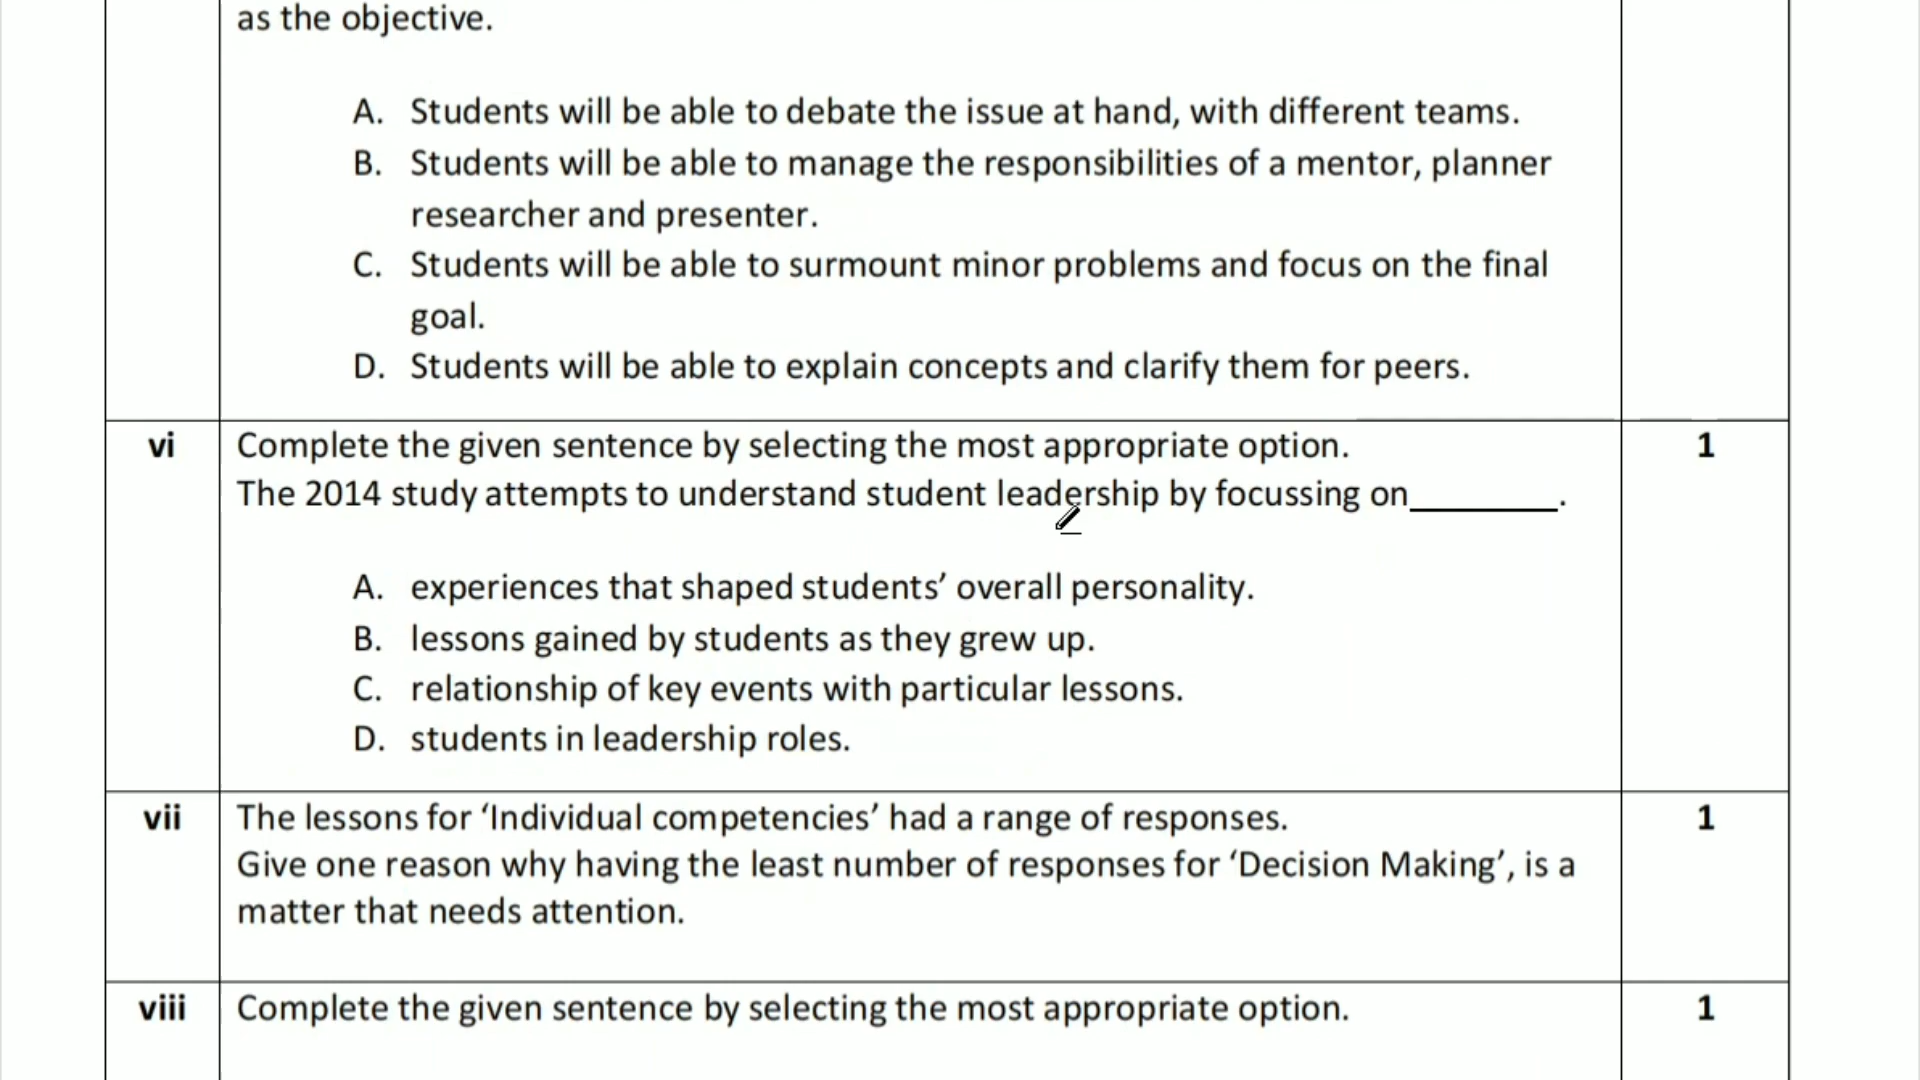 as the objective.
A. Students will be able to debate the issue at hand, with different teams.
B. Students will be able to manage the responsibilities of a mentor, planner
researcher and presenter.
C. Students will be able to surmount minor problems and focus on the final
goal.
D. Students will be able to explain concepts and clarify them for peers.
vi Complete the given sentence by selecting the most appropriate option. 1
The 2014 study attempts to understand student leadership by focussing on________.
A. experiences that shaped students’ overall personality.
B. lessons gained by students as they grew up.
C. relationship of key events with particular lessons.
D. students in leadership roles.
vii The lessons for ‘Individual competencies’ had a range of responses. 1
Give one reason why having the least number of responses for ‘Decision Making’, is a
matter that needs attention.
viii Complete the given sentence by selecting the most appropriate option. 1